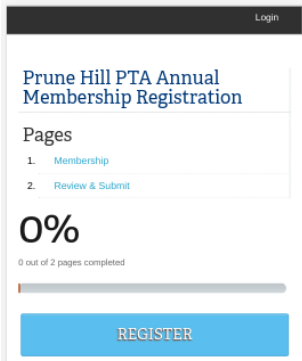 Login
Prune Hill PTA Annual
Membership Registration
Pages
1. Membership
2. Review & Submit
0%
0 out of 2 pages completed
REGISTER